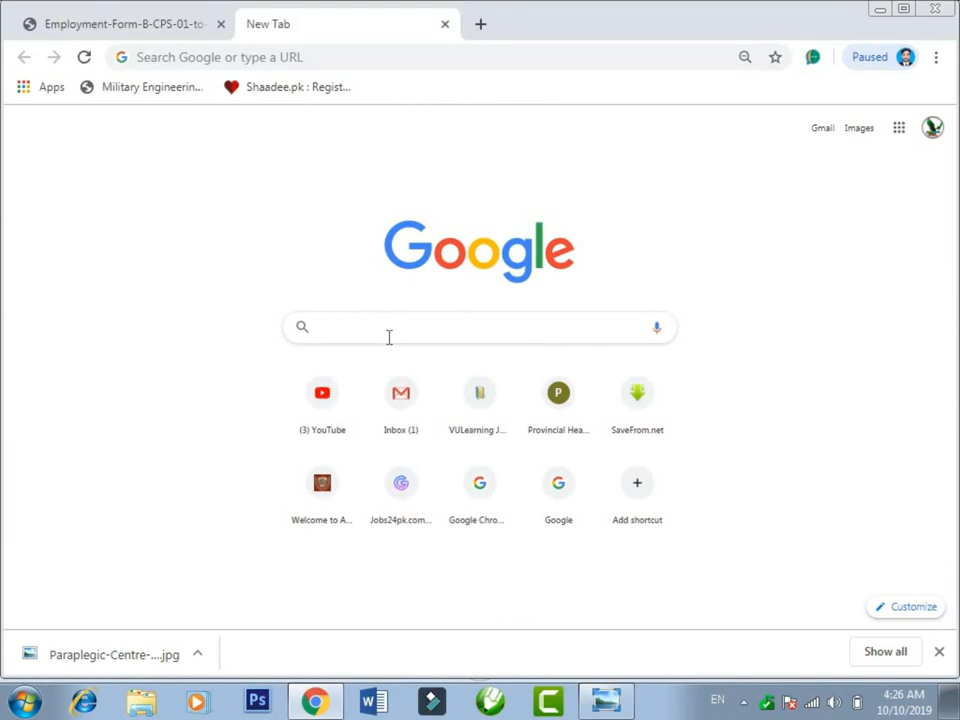 Employment-Form-B-CPS-01-to-
New Tab
Search Google or type a URL
Paused
Apps
Military Engineerin...
Shaadee.pk : Regist...
Gmail
Images
Google
(3) YouTube
Inbox (1)
VULearning J...
P
Provincial Hea...
SaveFrom.net
Welcome to A...
Jobs24pk.com...
Google Chro...
Google
Add shortcut
Customize
Paraplegic-Centre-....jpg
Show all
Ps
EN
4:26 AM
10/10/2019